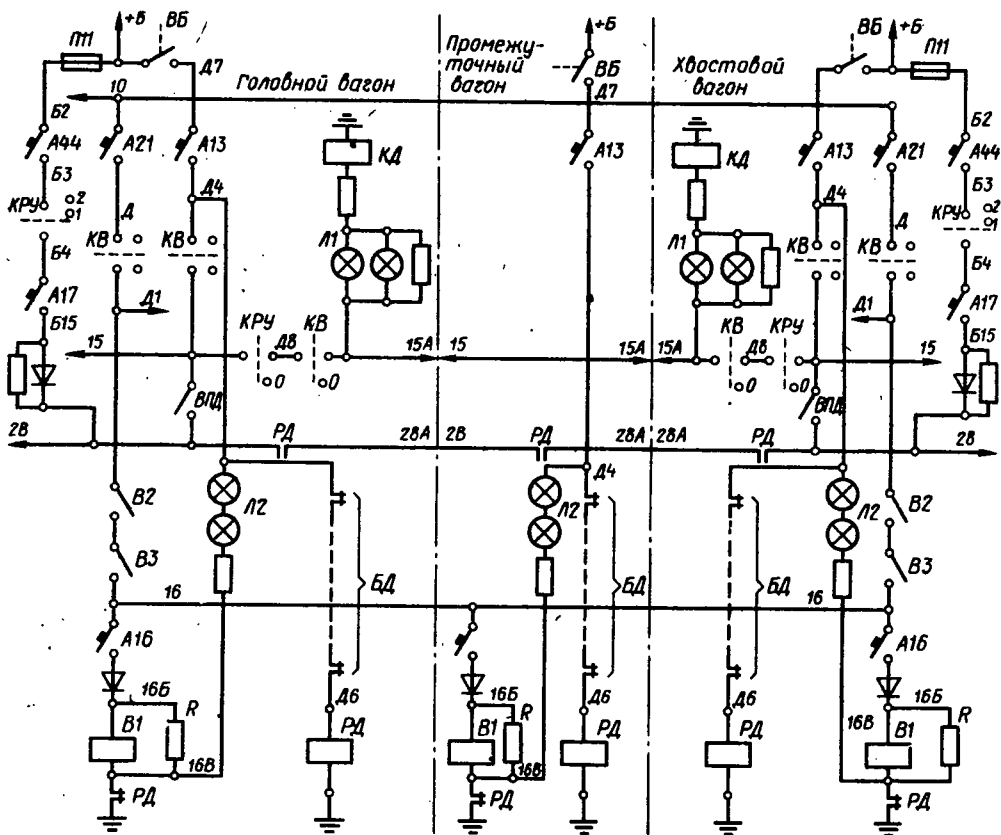 П11 +Б ВБ Промежу- +Б ВБ +Б П11
Д7 Головной вагон точный ВБ Хвостовой
10 вагон Д7 вагон
Б2 Б2
А44 А21 А13 КД А13 КД А13 А21 А44
Б3 Б3
КРУ 2 Д4 Д4 КРУ 2
1 Д Д 1
КВ КВ Л1 Л1 КВ КВ
Б4 Б4
А17 Д1 Д1 А17
Б15 КРУ КВ КВ КРУ Б15
Д8 Д8
15 15А 15 15А 15А 15
0 0 0 0
ВПД ВПД
2В РД 28А 2В РД 28А 28А РД 2В
Д4
В2 Л2 Л2 Л2 В2
В3 БД БД БД В3
16 16
А16 А16
16Б Д6 16Б Д6 Д6 16Б
В1 R РД В1 R РД РД 16В В1 R
16В 16В
РД РД РД